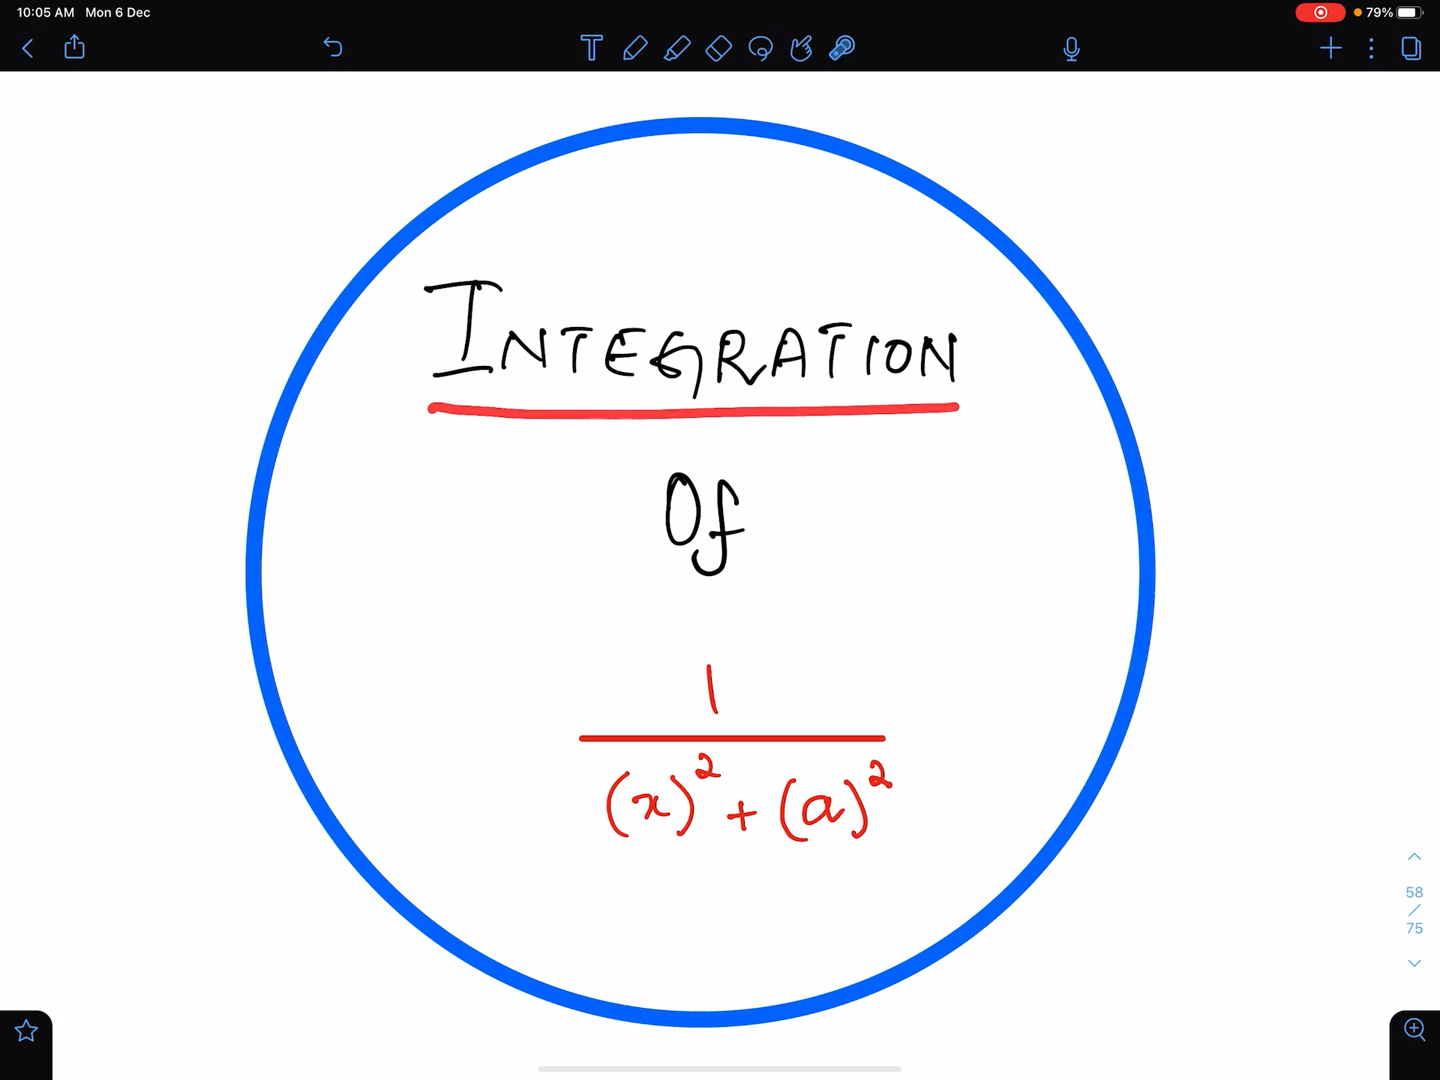 10:05 AM Mon 6 Dec
79%
T
INTEGRATION
Of
1
(x)² + (a)²
58
/
75